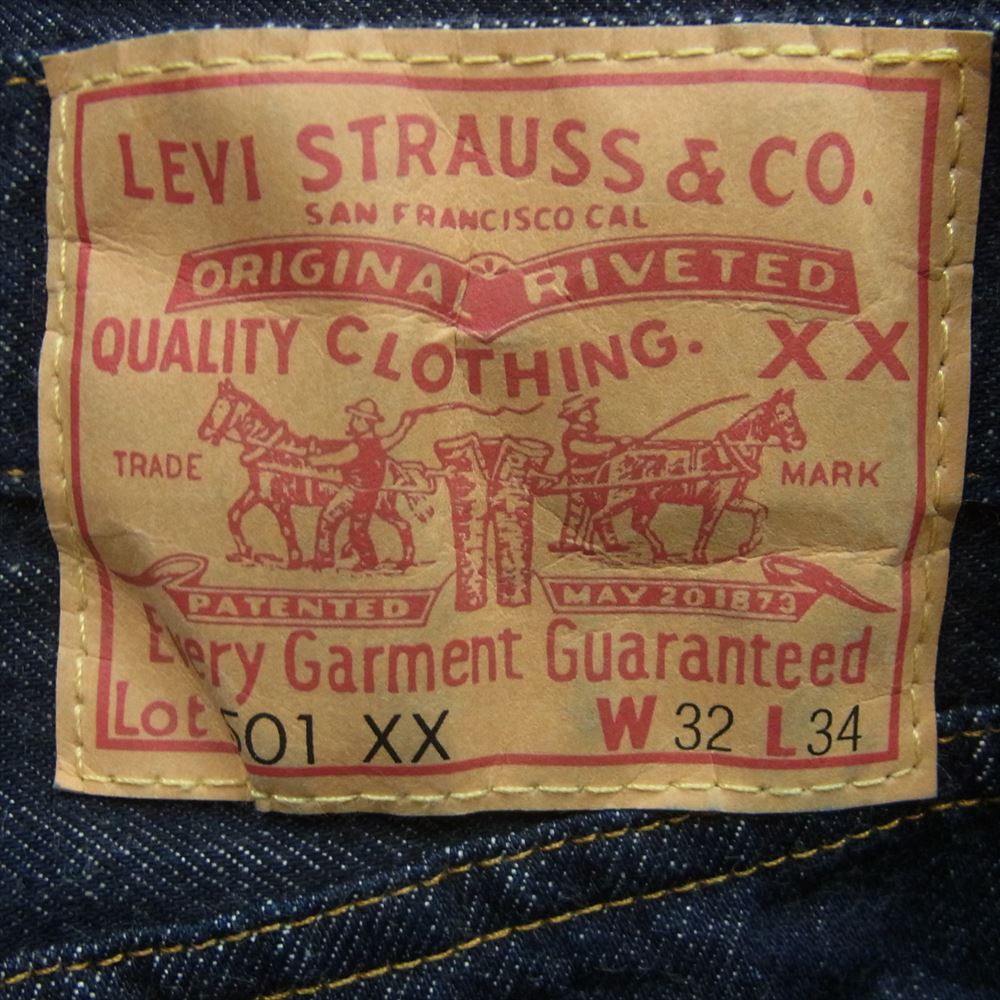 LEVI STRAUSS & CO.
SAN FRANCISCO CAL
ORIGINAL RIVETED
QUALITY CLOTHING. XX
TRADE MARK
PATENTED MAY 20 1873
Every Garment Guaranteed
Lot 501 XX W 32 L 34